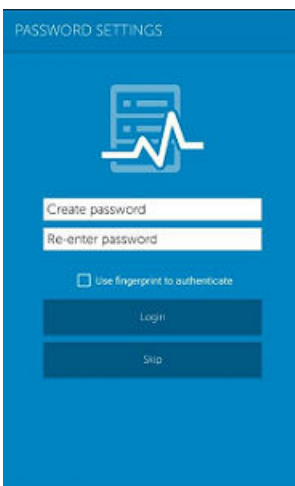 PASSWORD SETTINGS
Create password
Re-enter password
Use fingerprint to authenticate
Login
Skip